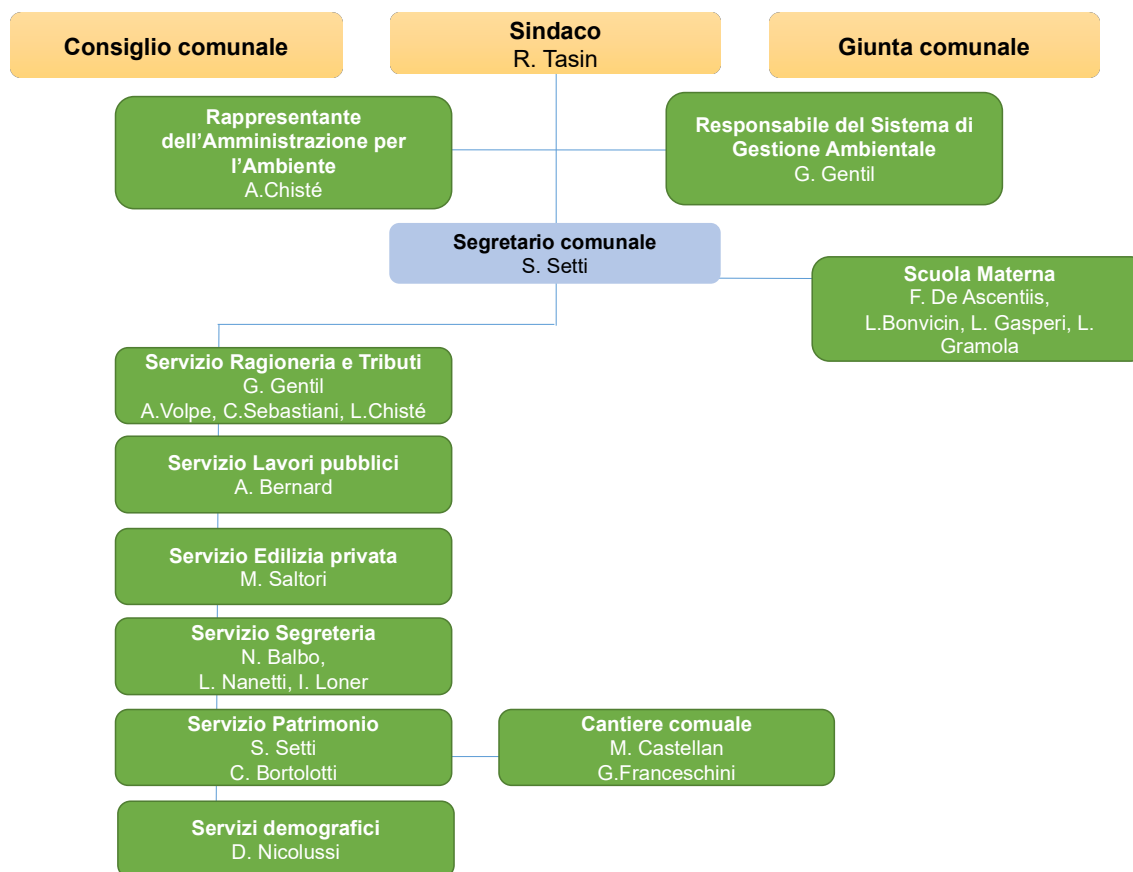 Consiglio comunale
Sindaco
R. Tasin
Giunta comunale
Rappresentante
dell'Amministrazione per
l'Ambiente
A.Chisté
Responsabile del Sistema di
Gestione Ambientale
G. Gentil
Segretario comunale
S. Setti
Scuola Materna
F. De Ascentiis,
L.Bonvicin, L. Gasperi, L.
Gramola
Servizio Ragioneria e Tributi
G. Gentil
A.Volpe, C.Sebastiani, L.Chisté
Servizio Lavori pubblici
A. Bernard
Servizio Edilizia privata
M. Saltori
Servizio Segreteria
N. Balbo,
L. Nanetti, I. Loner
Servizio Patrimonio
S. Setti
C. Bortolotti
Cantiere comuale
M. Castellan
G.Franceschini
Servizi demografici
D. Nicolussi